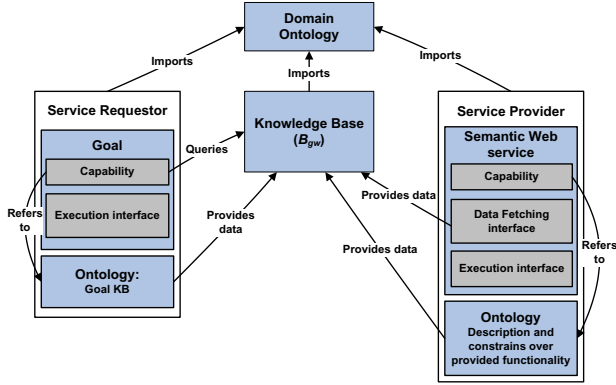 Domain
Ontology
Imports
Imports
Imports
Service Requestor
Goal
Capability
Execution interface
Refers
to
Ontology:
Goal KB
Queries
Provides
data
Knowledge Base
(Bgw)
Service Provider
Semantic Web
service
Capability
Data Fetching
interface
Execution interface
Provides data
Provides data
Refers
to
Ontology
Description and
constrains over
provided functionality